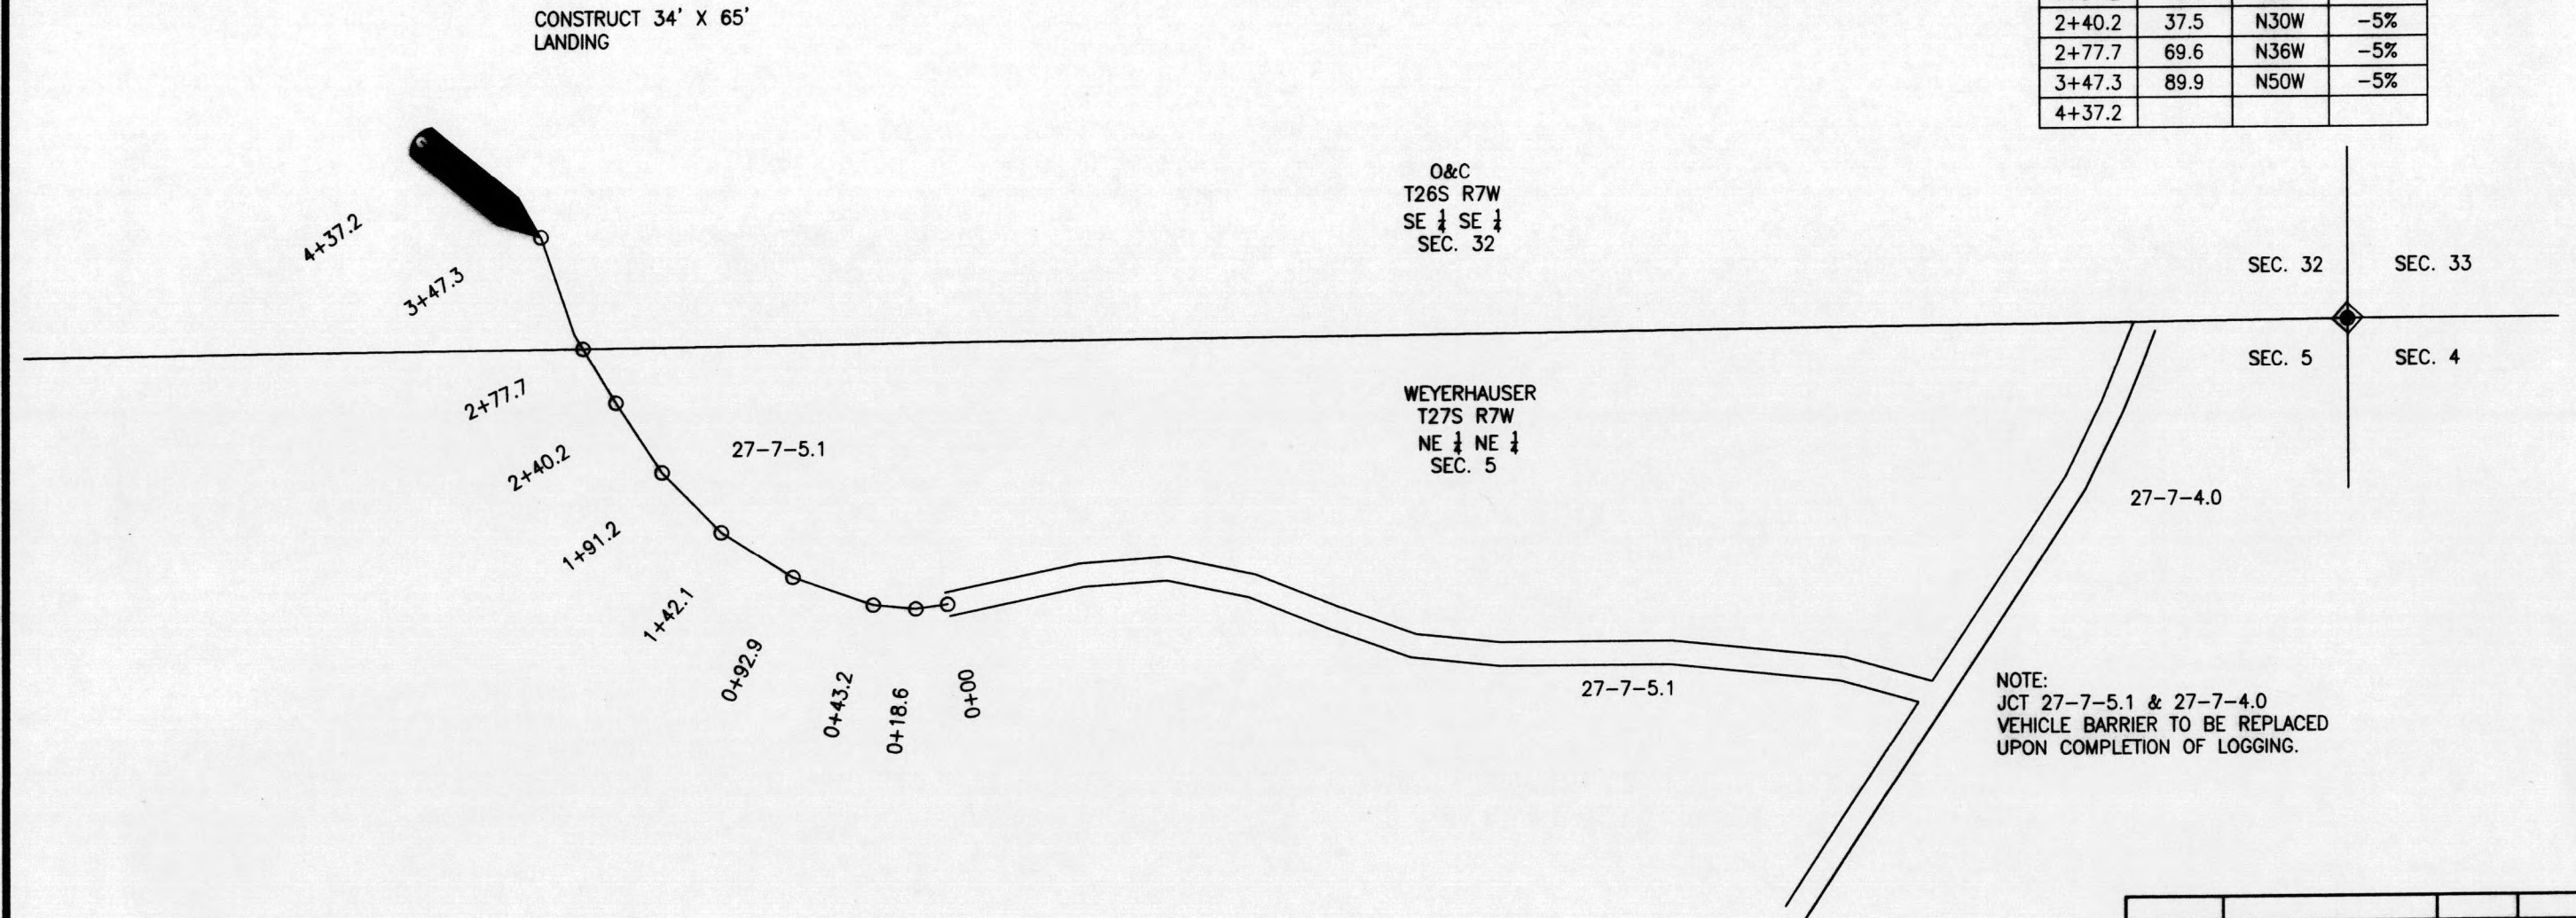 CONSTRUCT 34' X 65'
LANDING
2+40.2 37.5 N30W -5%
2+77.7 69.6 N36W -5%
3+47.3 89.9 N50W -5%
4+37.2
O&C
T26S R7W
SE 1/4 SE 1/4
SEC. 32
4+37.2
3+47.3
SEC. 32
SEC. 33
SEC. 5
SEC. 4
2+77.7
WEYERHAUSER
T27S R7W
NE 1/4 NE 1/4
SEC. 5
27-7-5.1
2+40.2
27-7-4.0
1+91.2
1+42.1
0+92.9
0+43.2
0+18.6
0+00
27-7-5.1
NOTE:
JCT 27-7-5.1 & 27-7-4.0
VEHICLE BARRIER TO BE REPLACED
UPON COMPLETION OF LOGGING.